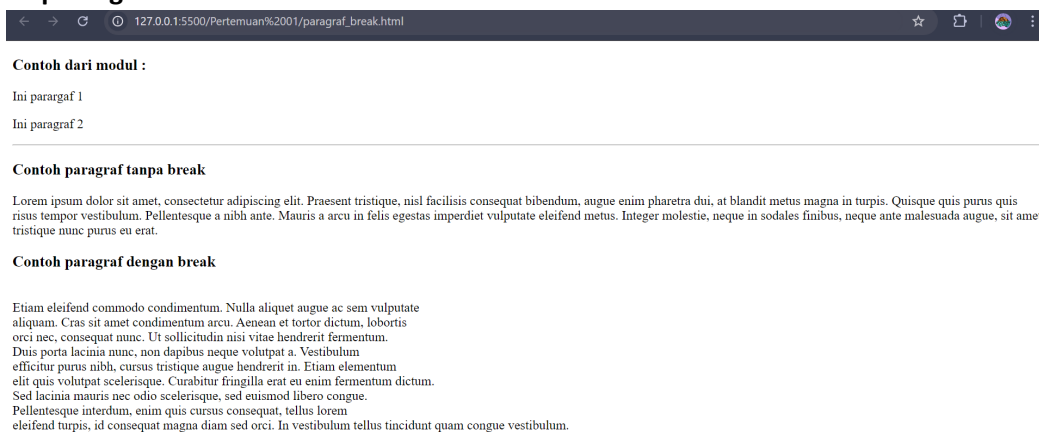 127.0.0.1:5500/Pertemuan%2001/paragraf_break.html
Contoh dari modul :
Ini parargaf 1
Ini paragraf 2
Contoh paragraf tanpa break
Lorem ipsum dolor sit amet, consectetur adipiscing elit. Praesent tristique, nisl facilisis consequat bibendum, augue enim pharetra dui, at blandit metus magna in turpis. Quisque quis purus quis
risus tempor vestibulum. Pellentesque a nibh ante. Mauris a arcu in felis egestas imperdiet vulputate eleifend metus. Integer molestie, neque in sodales finibus, neque ante malesuada augue, sit ame
tristique nunc purus eu erat.
Contoh paragraf dengan break
Etiam eleifend commodo condimentum. Nulla aliquet augue ac sem vulputate
aliquam. Cras sit amet condimentum arcu. Aenean et tortor dictum, lobortis
orci nec, consequat nunc. Ut sollicitudin nisi vitae hendrerit fermentum.
Duis porta lacinia nunc, non dapibus neque volutpat a. Vestibulum
efficitur purus nibh, cursus tristique augue hendrerit in. Etiam elementum
elit quis volutpat scelerisque. Curabitur fringilla erat eu enim fermentum dictum.
Sed lacinia mauris nec odio scelerisque, sed euismod libero congue.
Pellentesque interdum, enim quis cursus consequat, tellus lorem
eleifend turpis, id consequat magna diam sed orci. In vestibulum tellus tincidunt quam congue vestibulum.